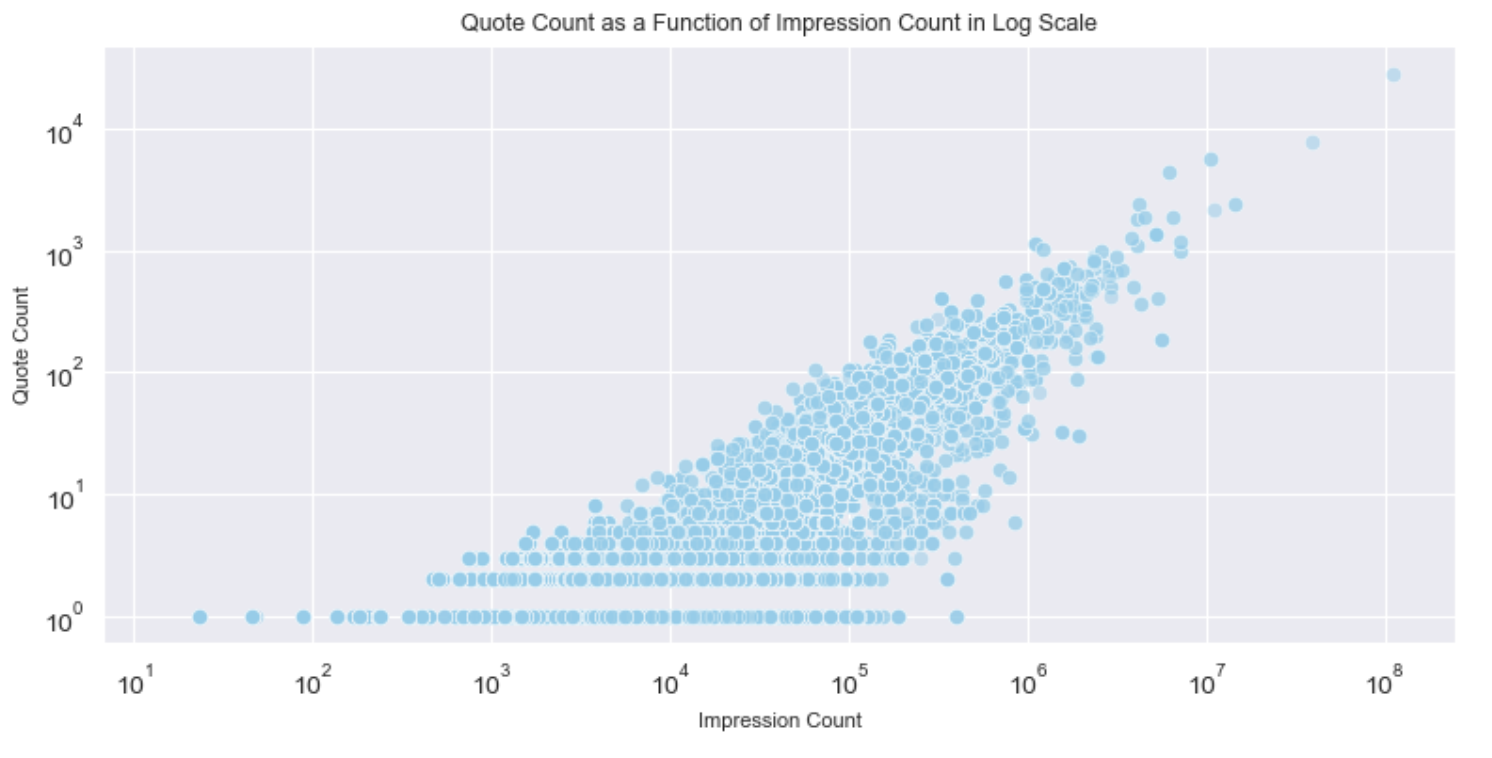 Quote Count as a Function of Impression Count in Log Scale
Quote Count
10^4
10^3
10^2
10^1
10^0
10^1 10^2 10^3 10^4 10^5 10^6 10^7 10^8
Impression Count